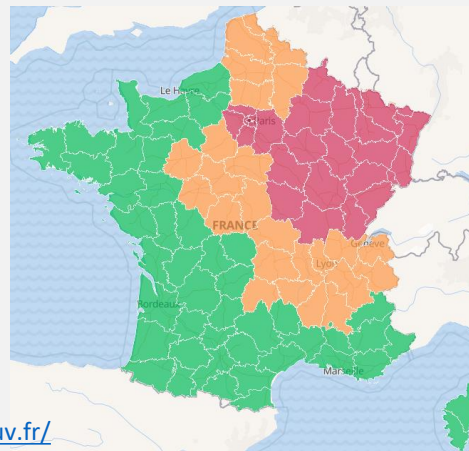 Le Havre
Paris
FRANCE
Genève
Lyon
Bordeaux
Marseille
uv.fr/